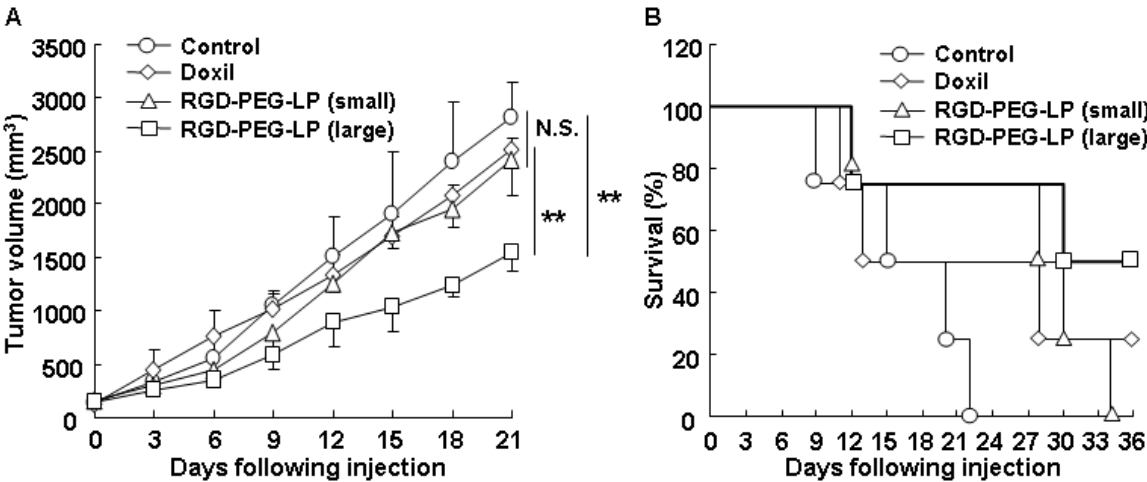 A
Tumor volume (mm³)
3500
3000
2500
2000
1500
1000
500
0
Control
Doxil
RGD-PEG-LP (small)
RGD-PEG-LP (large)
N.S.
**
**
0 3 6 9 12 15 18 21
Days following injection
B
Survival (%)
120
100
80
60
40
20
0
Control
Doxil
RGD-PEG-LP (small)
RGD-PEG-LP (large)
0 3 6 9 12 15 18 21 24 27 30 33 36
Days following injection